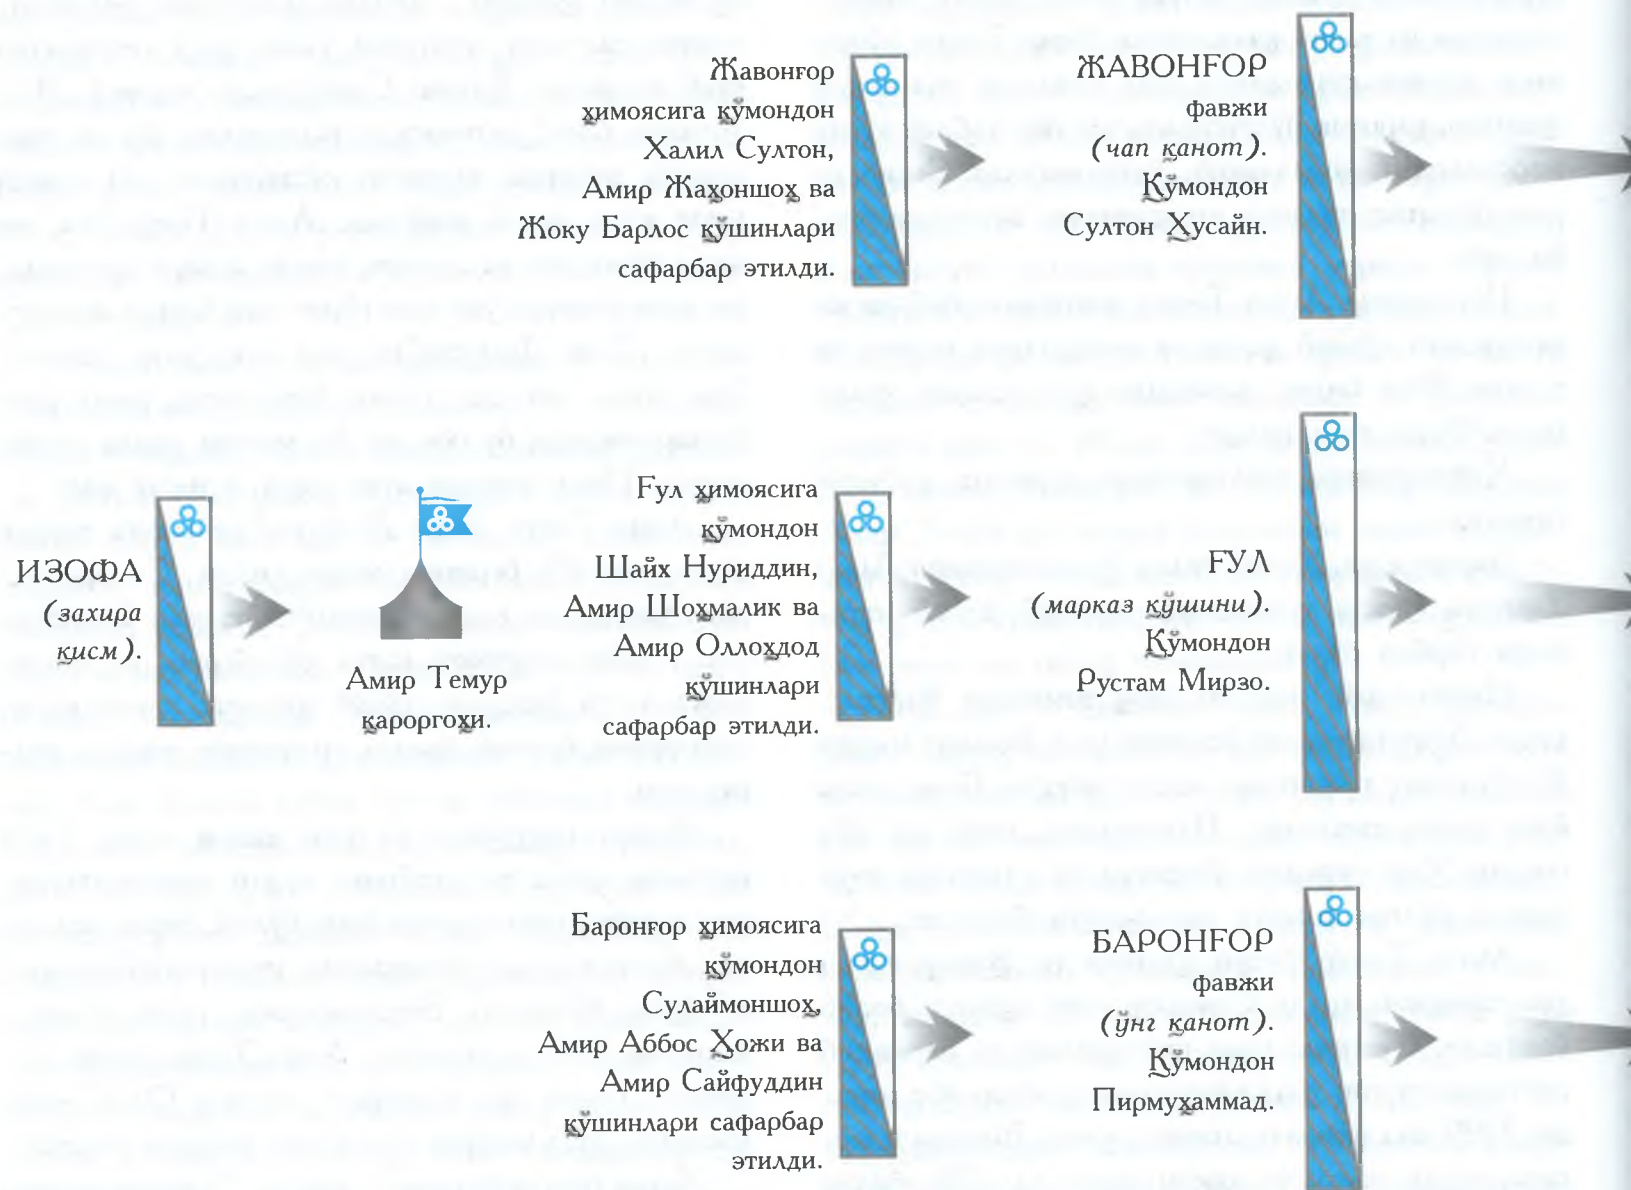 Жавонғор
ҳимоясига қўмондон
Халил Султон,
Амир Жаҳоншоҳ ва
Жоку Барлос қўшинлари
сафарбар этилди.
ЖАВОНҒОР
фавжи
(чап қанот).
Қўмондон
Султон Ҳусайн.
ИЗОФА
(захира
қисм).
Амир Темур
қароргоҳи.
Ғул ҳимоясига
қўмондон
Шайх Нуриддин,
Амир Шоҳмалик ва
Амир Оллоҳдод
қўшинлари
сафарбар этилди.
ҒУЛ
(марказ қўшини).
Қўмондон
Рустам Мирзо.
Баронғор ҳимоясига
қўмондон
Сулаймоншоҳ,
Амир Аббос Ҳожи ва
Амир Сайфуддин
қўшинлари сафарбар
этилди.
БАРОНҒОР
фавжи
(ўнг қанот).
Қўмондон
Пирмуҳаммад.